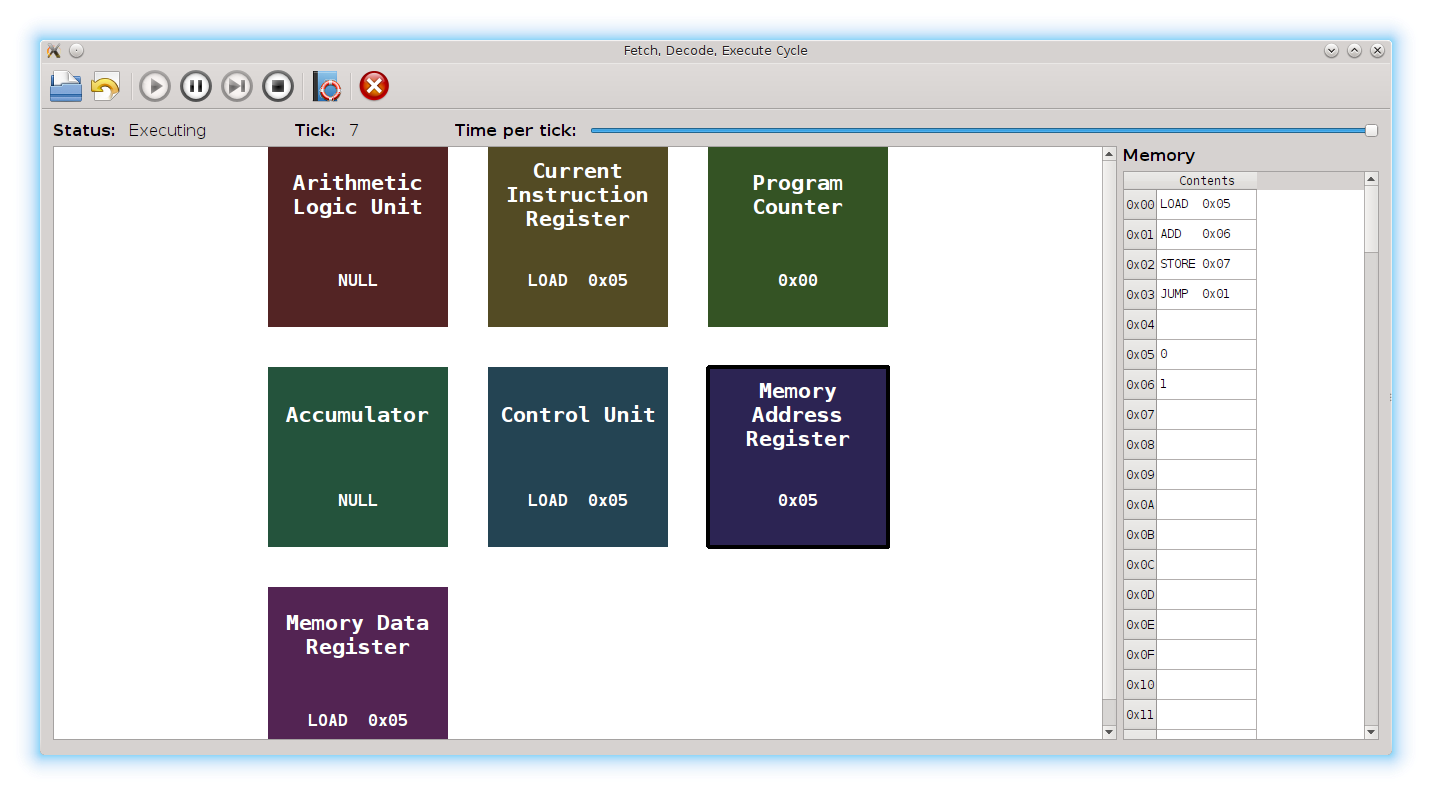 Fetch, Decode, Execute Cycle
Status: Executing Tick: 7 Time per tick:
Arithmetic
Logic Unit
NULL
Current
Instruction
Register
LOAD 0x05
Program
Counter
0x00
Accumulator
NULL
Control Unit
LOAD 0x05
Memory
Address
Register
0x05
Memory Data
Register
LOAD 0x05
Memory
Contents
0x00 LOAD 0x05
0x01 ADD 0x06
0x02 STORE 0x07
0x03 JUMP 0x01
0x04
0x05 0
0x06 1
0x07
0x08
0x09
0x0A
0x0B
0x0C
0x0D
0x0E
0x0F
0x10
0x11